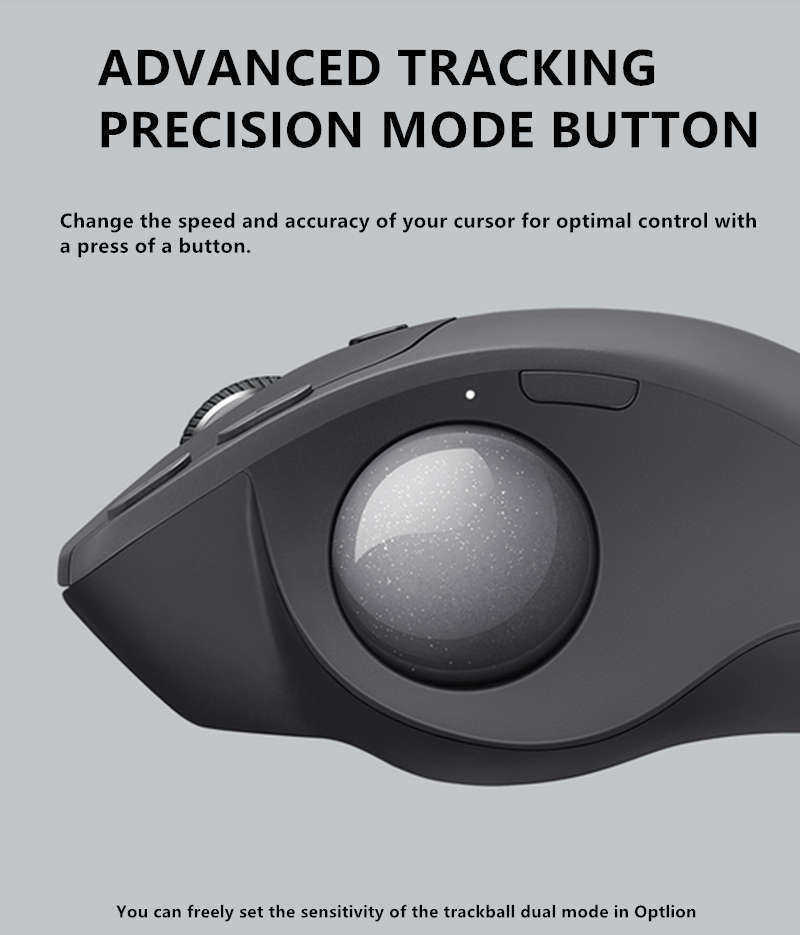 ADVANCED TRACKING
PRECISION MODE BUTTON
Change the speed and accuracy of your cursor for optimal control with
a press of a button.
You can freely set the sensitivity of the trackball dual mode in Optlion